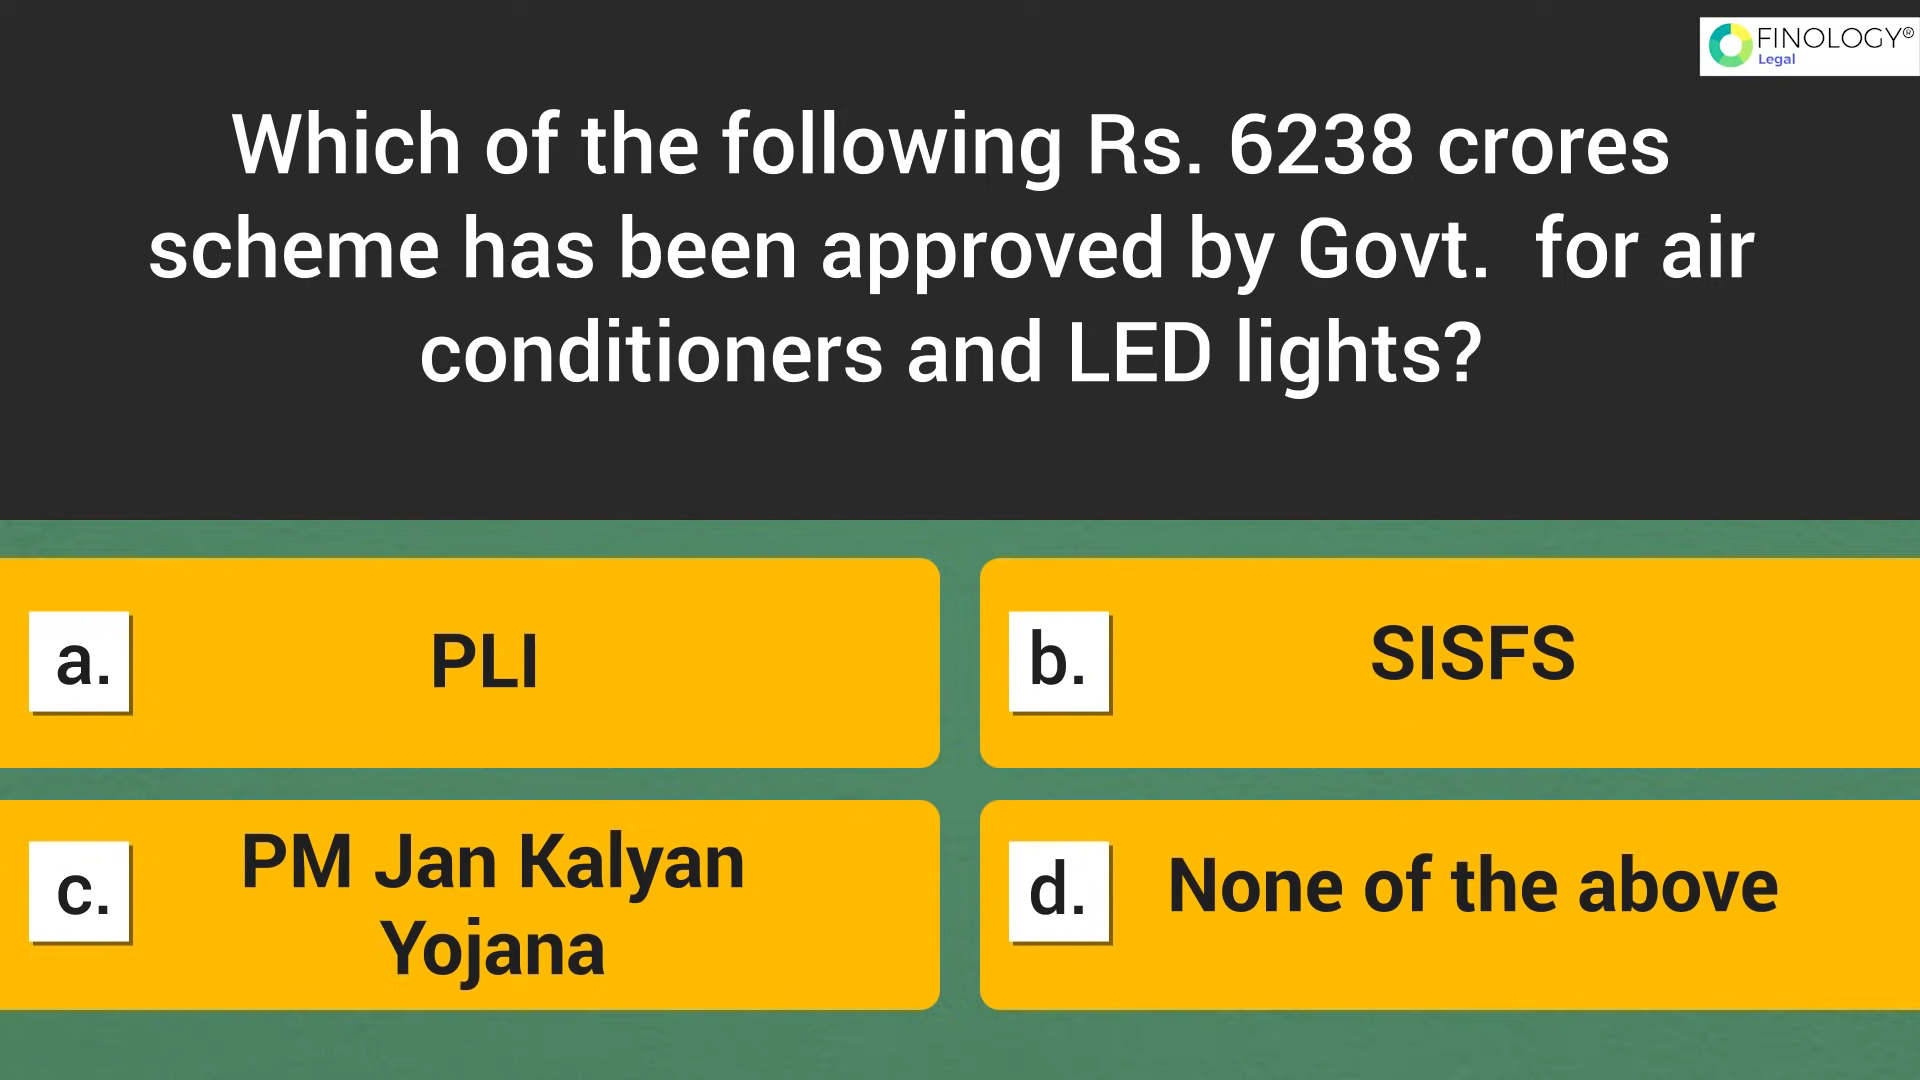 FINOLOGY®
Legal
Which of the following Rs. 6238 crores
scheme has been approved by Govt.  for air
conditioners and LED lights?
a.
PLI
b.
SISFS
c.
PM Jan Kalyan
Yojana
d.
None of the above